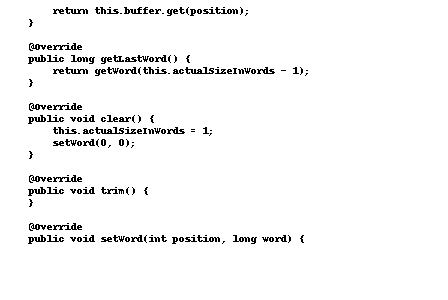 return this.buffer.get(position);
}
@Override
public long getLastWord() {
return getWord(this.actualSizeInWords - 1);
}
@Override
public void clear() {
this.actualSizeInWords = 1;
setWord(0, 0);
}
@Override
public void trim() {
}
@Override
public void setWord(int position, long word) {